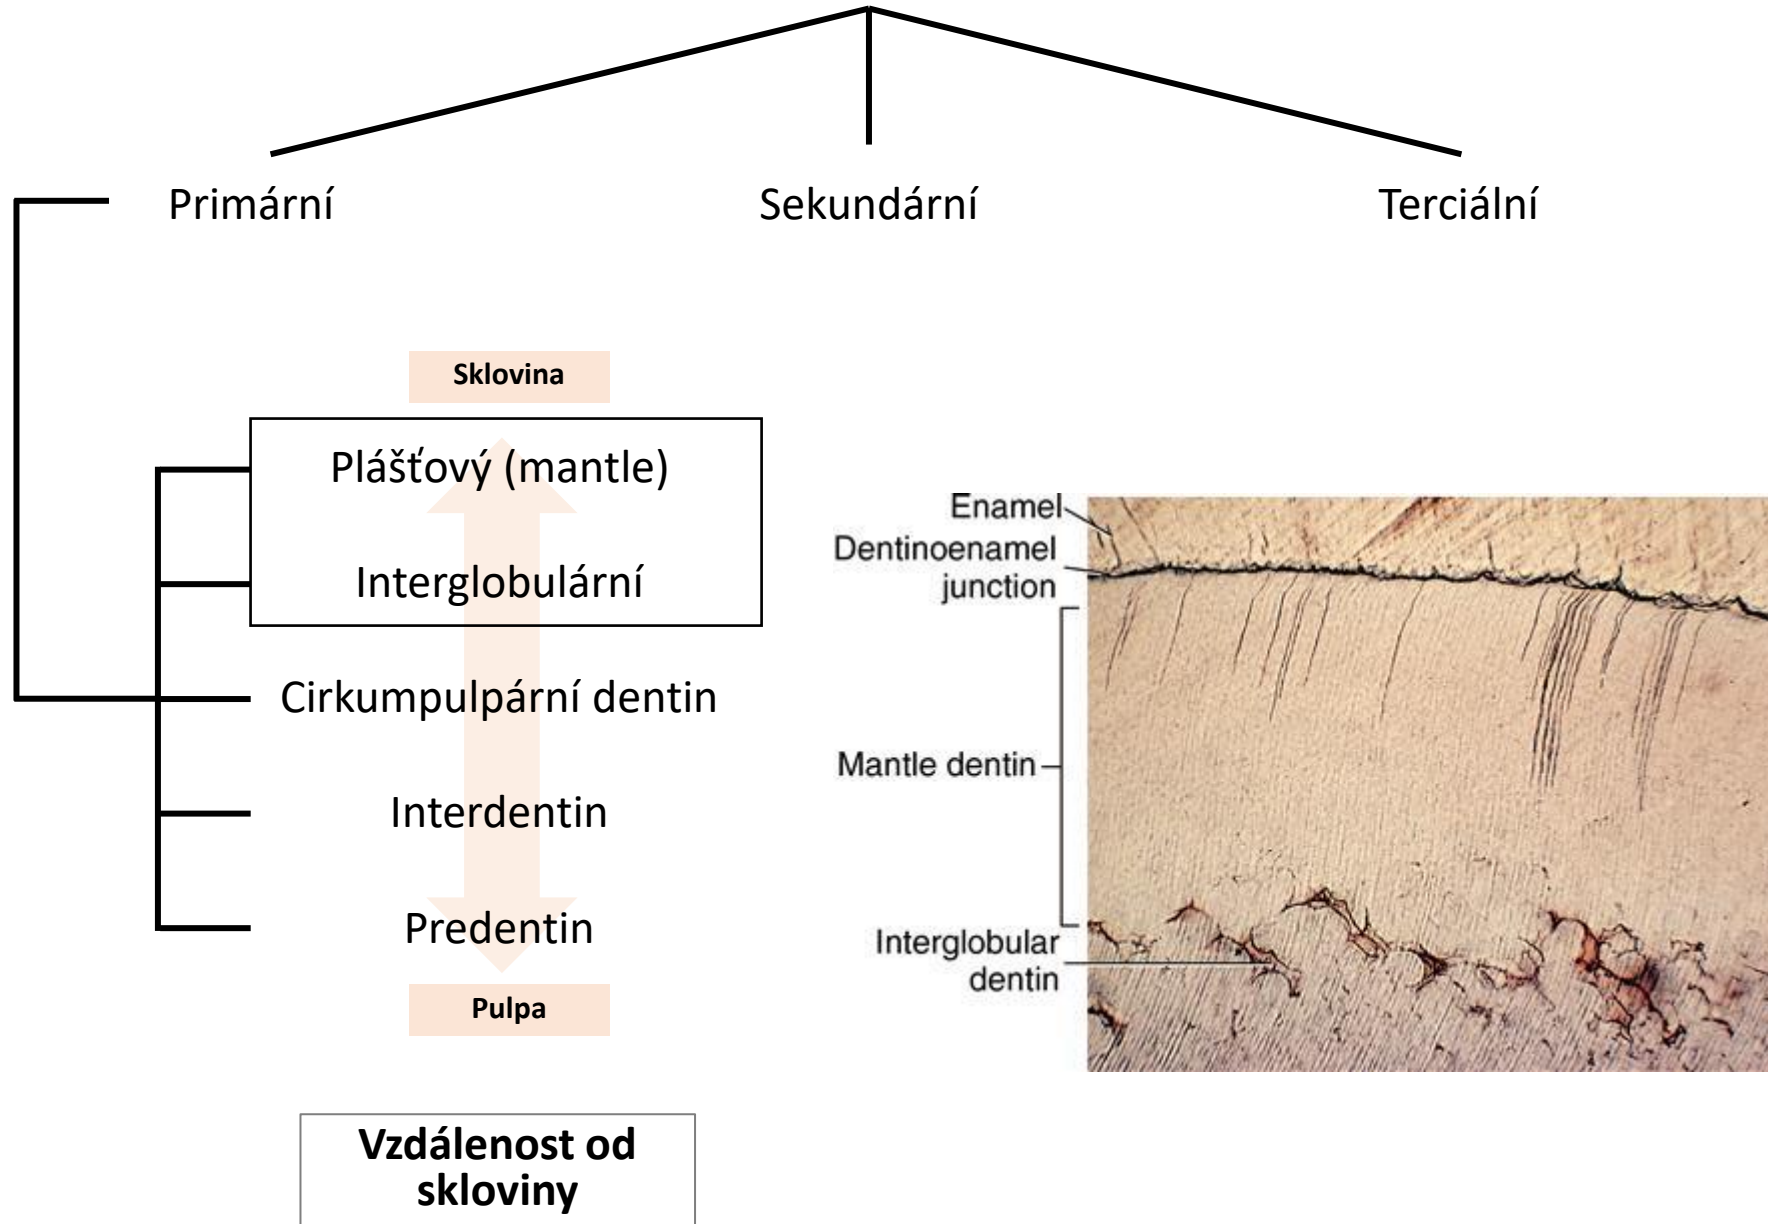 Primární
Sekundární
Terciální
Sklovina
Plášťový (mantle)
Interglobulární
Cirkumpulpární dentin
Interdentin
Predentin
Pulpa
Vzdálenost od
skloviny
Enamel
Dentinoenamel
junction
Mantle dentin
Interglobular
dentin